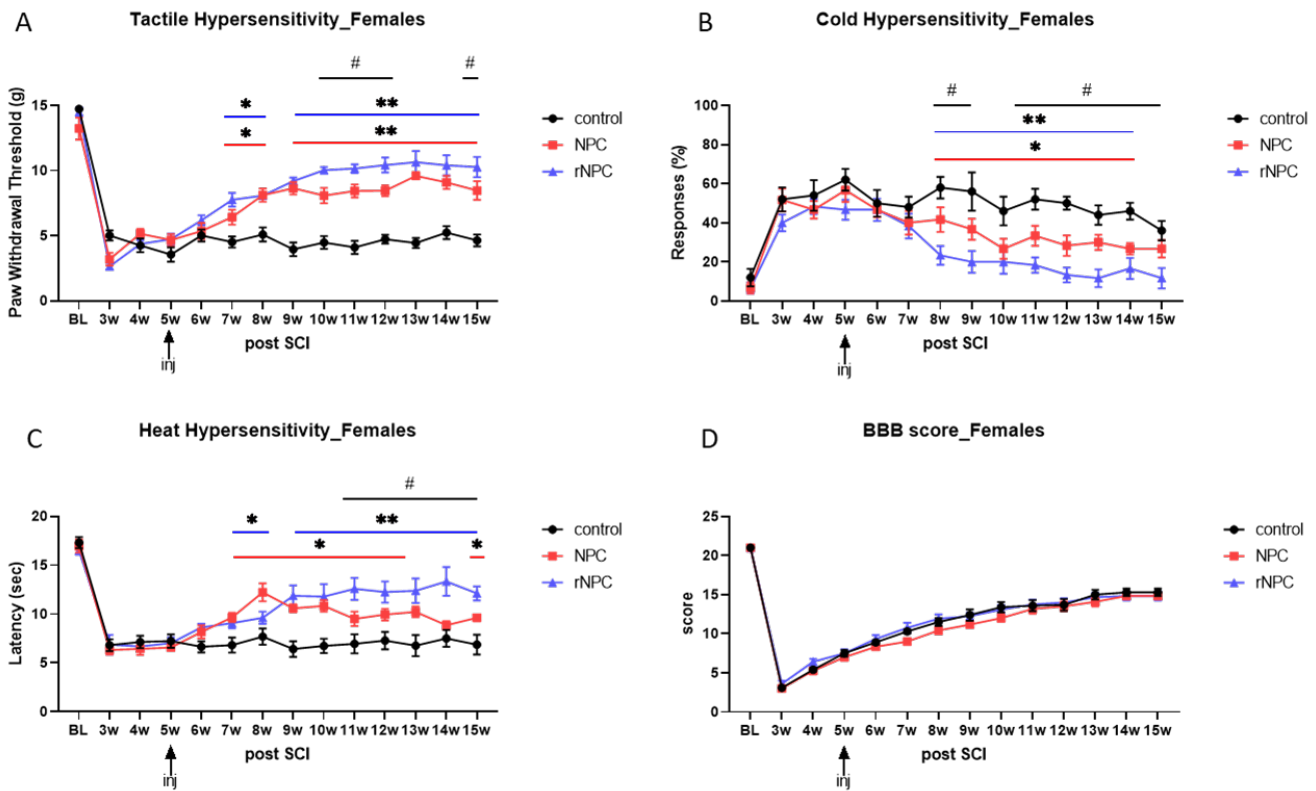 A
Tactile Hypersensitivity_Females
#
#
*
**
*
**
Paw Withdrawal Threshold (g)
15
10
5
0
BL 3w 4w 5w 6w 7w 8w 9w 10w 11w 12w 13w 14w 15w
post SCI
inj
control
NPC
rNPC
B
Cold Hypersensitivity_Females
#
#
**
*
Responses (%)
100
80
60
40
20
0
BL 3w 4w 5w 6w 7w 8w 9w 10w 11w 12w 13w 14w 15w
post SCI
inj
control
NPC
rNPC
C
Heat Hypersensitivity_Females
#
*
**
*
*
Latency (sec)
20
15
10
5
0
BL 3w 4w 5w 6w 7w 8w 9w 10w 11w 12w 13w 14w 15w
post SCI
inj
control
NPC
rNPC
D
BBB score_Females
score
25
20
15
10
5
0
BL 3w 4w 5w 6w 7w 8w 9w 10w 11w 12w 13w 14w 15w
post SCI
inj
control
NPC
rNPC